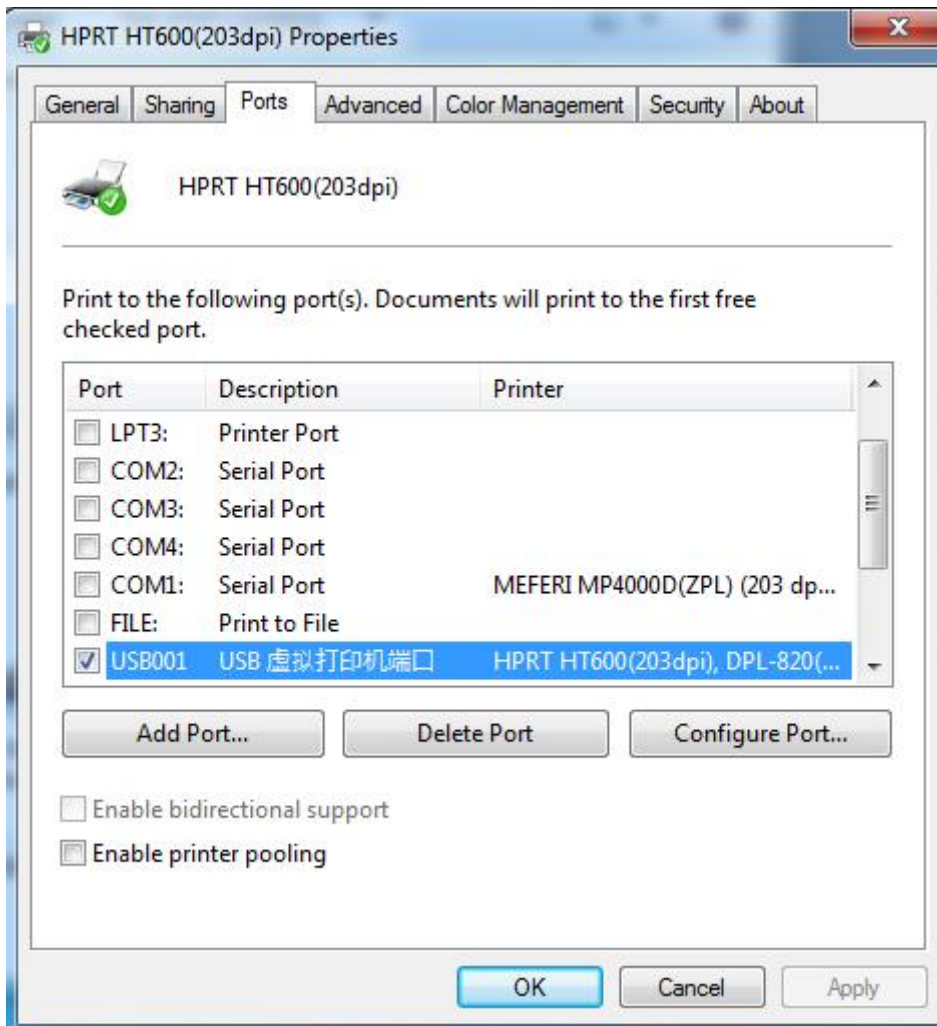 HPRT HT600(203dpi) Properties
General Sharing Ports Advanced Color Management Security About
HPRT HT600(203dpi)
Print to the following port(s). Documents will print to the first free
checked port.
Port Description Printer
LPT3: Printer Port
COM2: Serial Port
COM3: Serial Port
COM4: Serial Port
COM1: Serial Port MEFERI MP4000D(ZPL) (203 dp...
FILE: Print to File
USB001 USB 虚拟打印机端口 HPRT HT600(203dpi), DPL-820(...
Add Port... Delete Port Configure Port...
Enable bidirectional support
Enable printer pooling
OK Cancel Apply